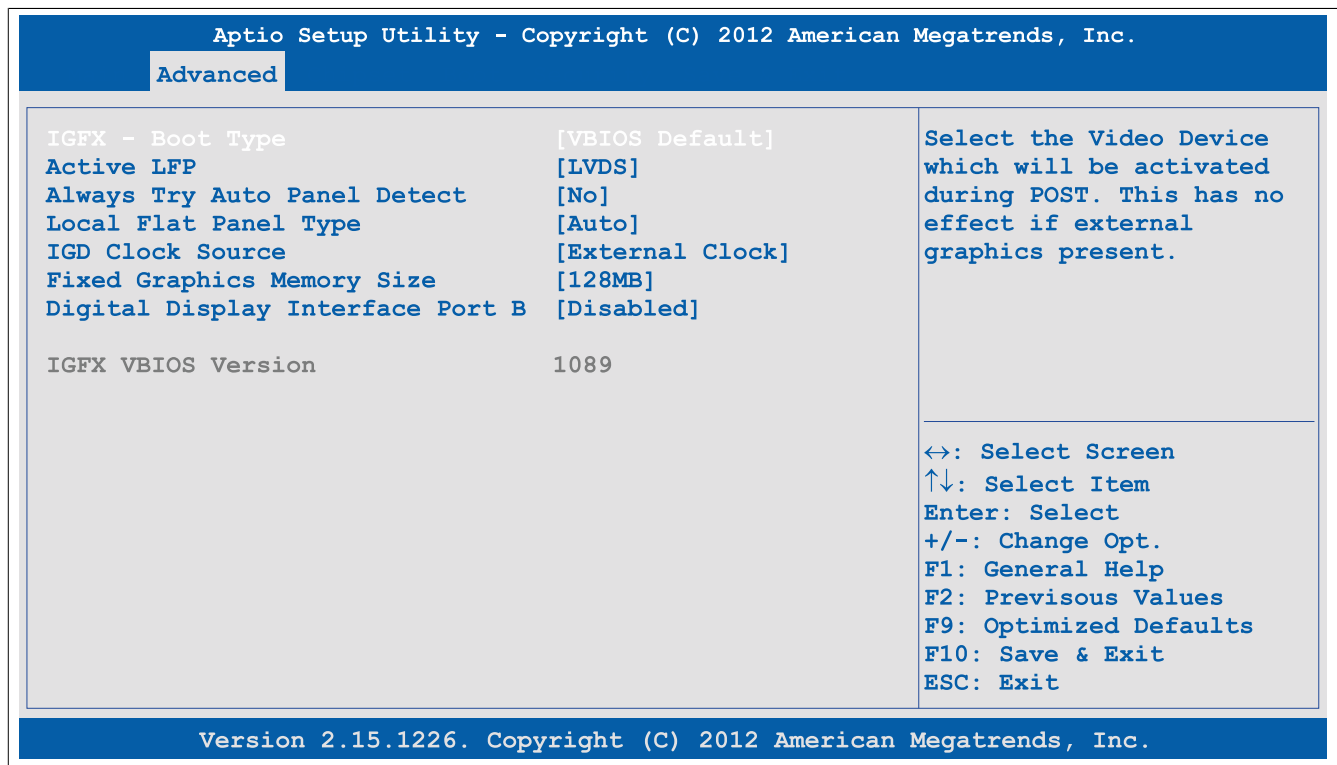 Aptio Setup Utility - Copyright (C) 2012 American Megatrends, Inc.
Advanced
IGFX - Boot Type [VBIOS Default]
Active LFP [LVDS]
Always Try Auto Panel Detect [No]
Local Flat Panel Type [Auto]
IGD Clock Source [External Clock]
Fixed Graphics Memory Size [128MB]
Digital Display Interface Port B [Disabled]
IGFX VBIOS Version 1089
Select the Video Device
which will be activated
during POST. This has no
effect if external
graphics present.
↔: Select Screen
↑↓: Select Item
Enter: Select
+/-: Change Opt.
F1: General Help
F2: Previsous Values
F9: Optimized Defaults
F10: Save & Exit
ESC: Exit
Version 2.15.1226. Copyright (C) 2012 American Megatrends, Inc.